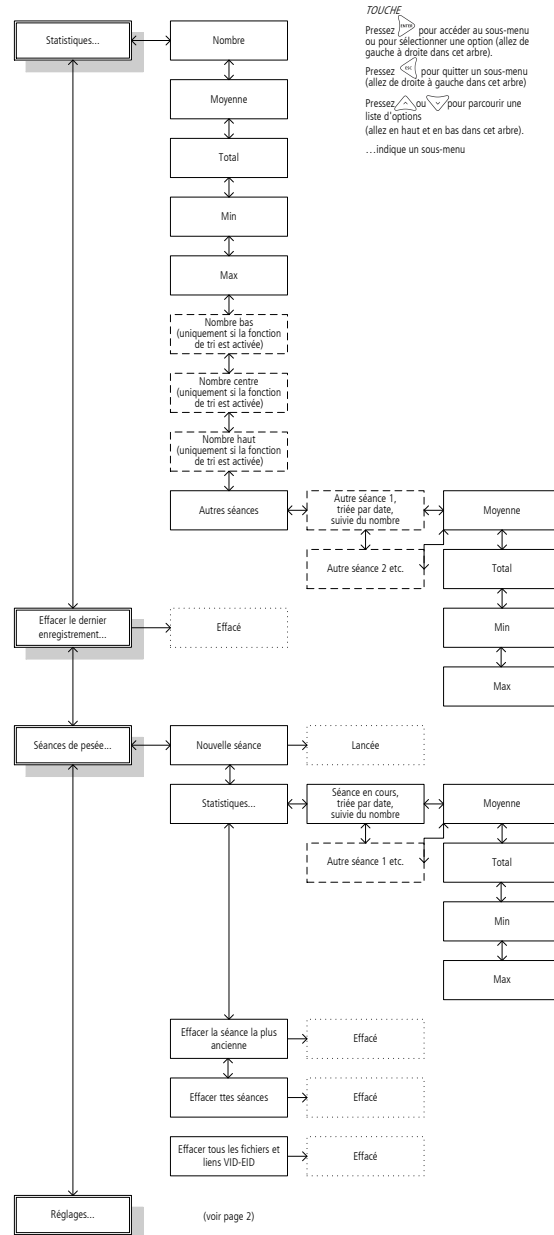 TOUCHE
Pressez ENTER pour accéder au sous-menu
ou pour sélectionner une option (allez de
gauche à droite dans cet arbre).
Pressez ESC pour quitter un sous-menu
(allez de droite à gauche dans cet arbre)
Pressez ou pour parcourir une
liste d'options
(allez en haut et en bas dans cet arbre).
...indique un sous-menu
Statistiques...
Nombre
Moyenne
Total
Min
Max
Nombre bas
(uniquement si la fonction
de tri est activée)
Nombre centre
(uniquement si la fonction
de tri est activée)
Nombre haut
(uniquement si la fonction
de tri est activée)
Autres séances
Autre séance 1,
triée par date,
suivie du nombre
Moyenne
Autre séance 2 etc.
Total
Min
Max
Effacer le dernier
enregistrement...
Effacé
Séances de pesée...
Nouvelle séance
Lancée
Statistiques...
Séance en cours,
triée par date,
suivie du nombre
Moyenne
Autre séance 1 etc.
Total
Min
Max
Effacer la séance la plus
ancienne
Effacé
Effacer ttes séances
Effacé
Effacer tous les fichiers et
liens VID-EID
Effacé
Réglages...
(voir page 2)